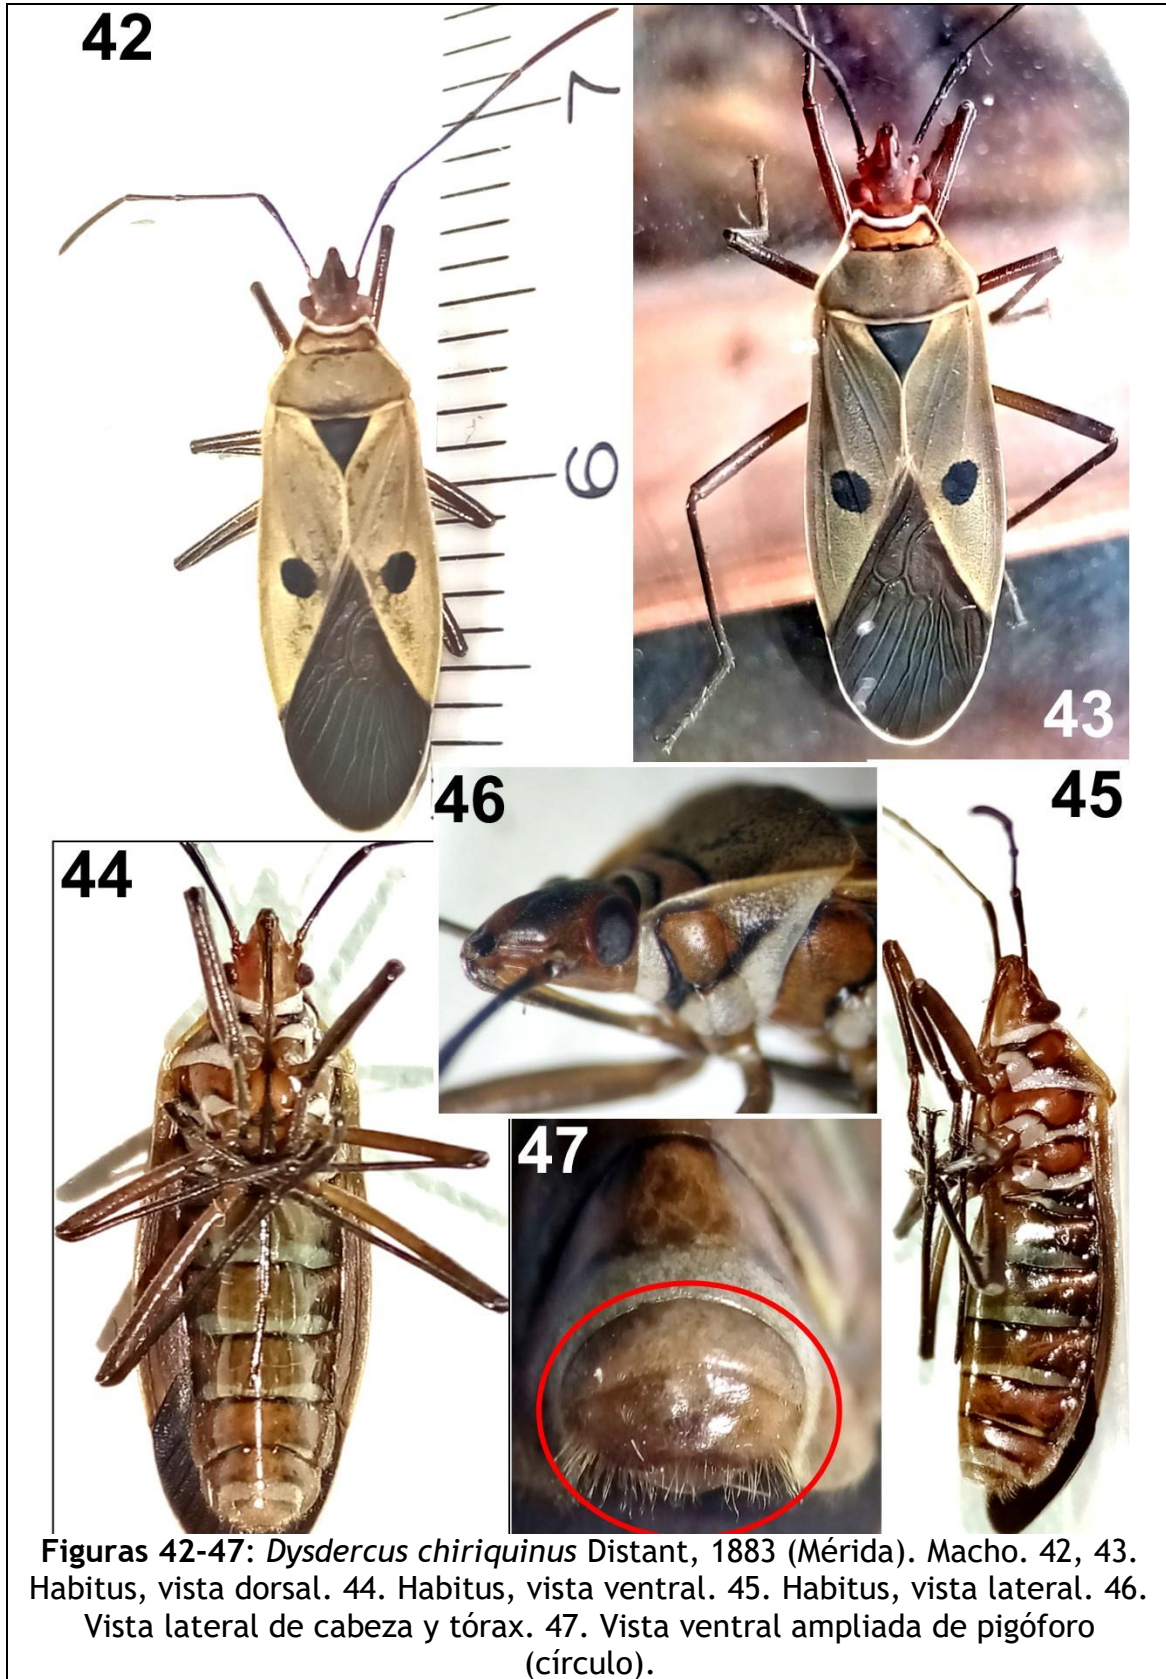 42
7
6
43
46
45
44
47
Figuras 42-47: Dysdercus chiriquinus Distant, 1883 (Mérida). Macho. 42, 43.
Habitus, vista dorsal. 44. Habitus, vista ventral. 45. Habitus, vista lateral. 46.
Vista lateral de cabeza y tórax. 47. Vista ventral ampliada de pigóforo
(círculo).